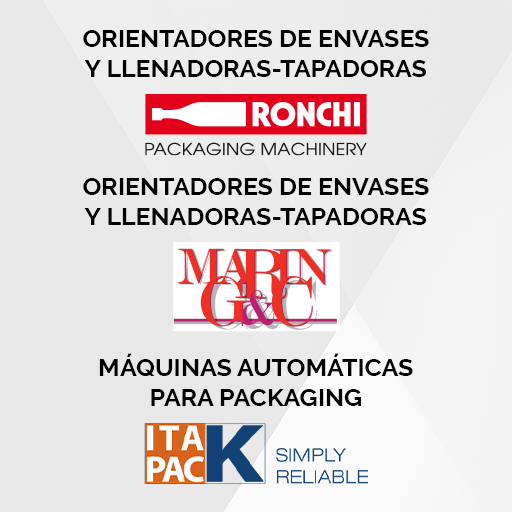 ORIENTADORES DE ENVASES
Y LLENADORAS-TAPADORAS
RONCHI
PACKAGING MACHINERY
ORIENTADORES DE ENVASES
Y LLENADORAS-TAPADORAS
MARIN
G&C
MÁQUINAS AUTOMÁTICAS
PARA PACKAGING
ITA
PACK
SIMPLY
RELIABLE